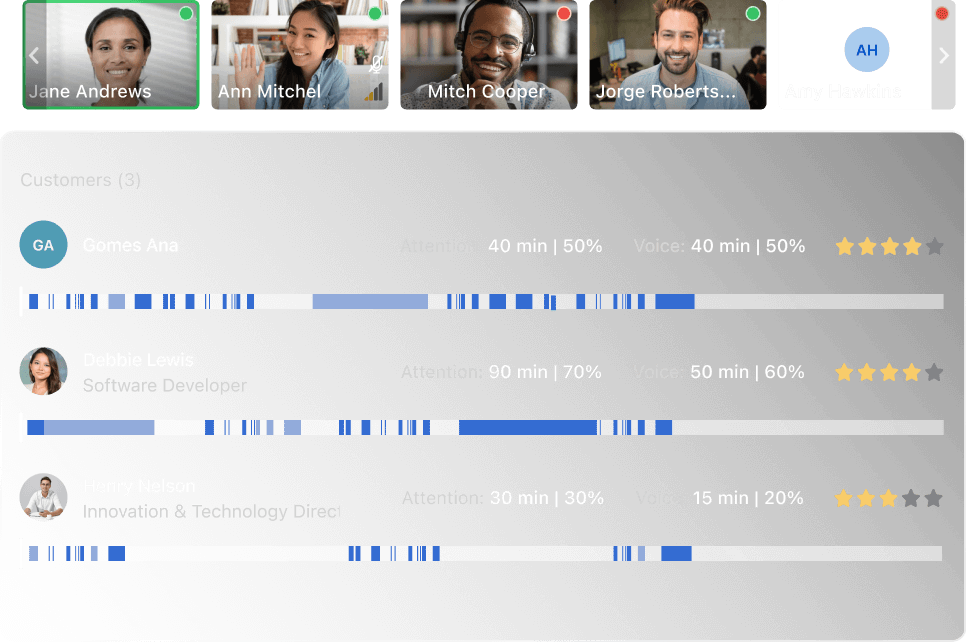 Jane Andrews
Ann Mitchel
Mitch Cooper
Jorge Roberts...
AH
Amy Hawkins
Customers (3)
GA
Gomes Ana
Attention: 40 min | 50%
Voice: 40 min | 50%
Debbie Lewis
Software Developer
Attention: 90 min | 70%
Voice: 50 min | 60%
Henry Nelson
Innovation & Technology Direct
Attention: 30 min | 30%
Voice: 15 min | 20%